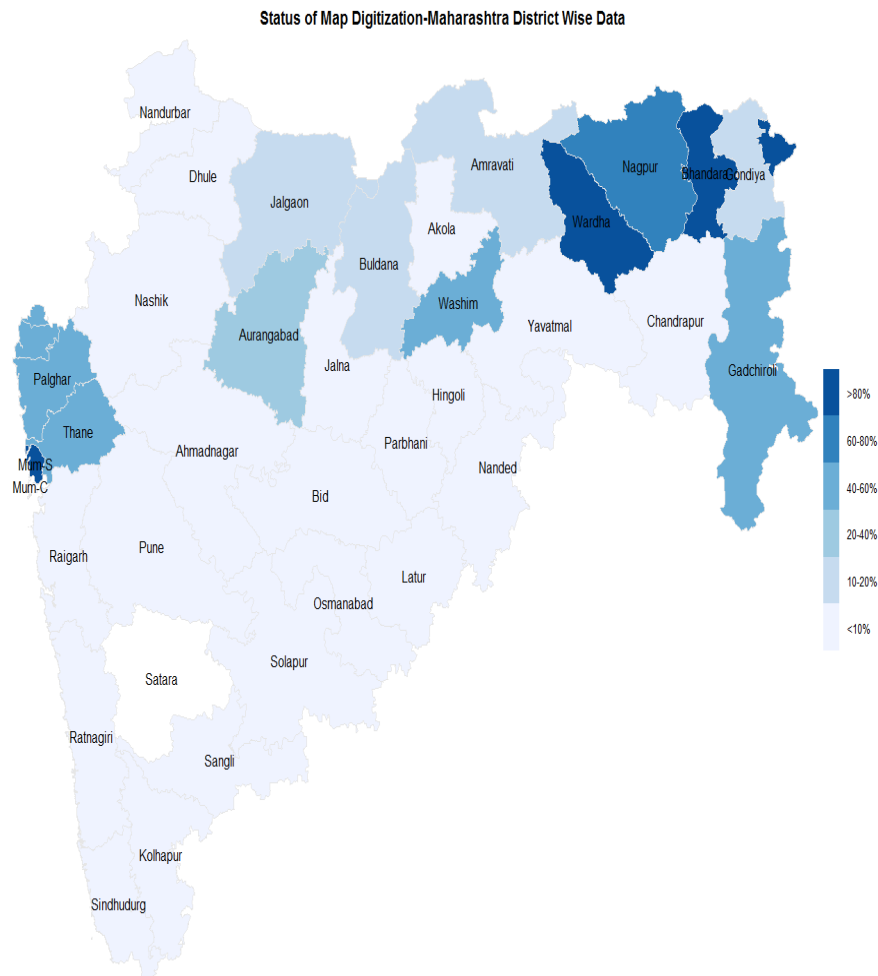 Status of Map Digitization-Maharashtra District Wise Data
Nandurbar
Dhule
Jalgaon
Amravati
Nagpur
Bhandara
Gondiya
Akola
Wardha
Buldana
Nashik
Washim
Aurangabad
Yavatmal
Chandrapur
Jalna
Palghar
Gadchiroli
Hingoli
Thane
Ahmadnagar
Parbhani
Mum-S
Nanded
Mum-C
Bid
Pune
Raigarh
Latur
Osmanabad
Solapur
Satara
Ratnagiri
Sangli
Kolhapur
Sindhudurg
>80%
60-80%
40-60%
20-40%
10-20%
<10%